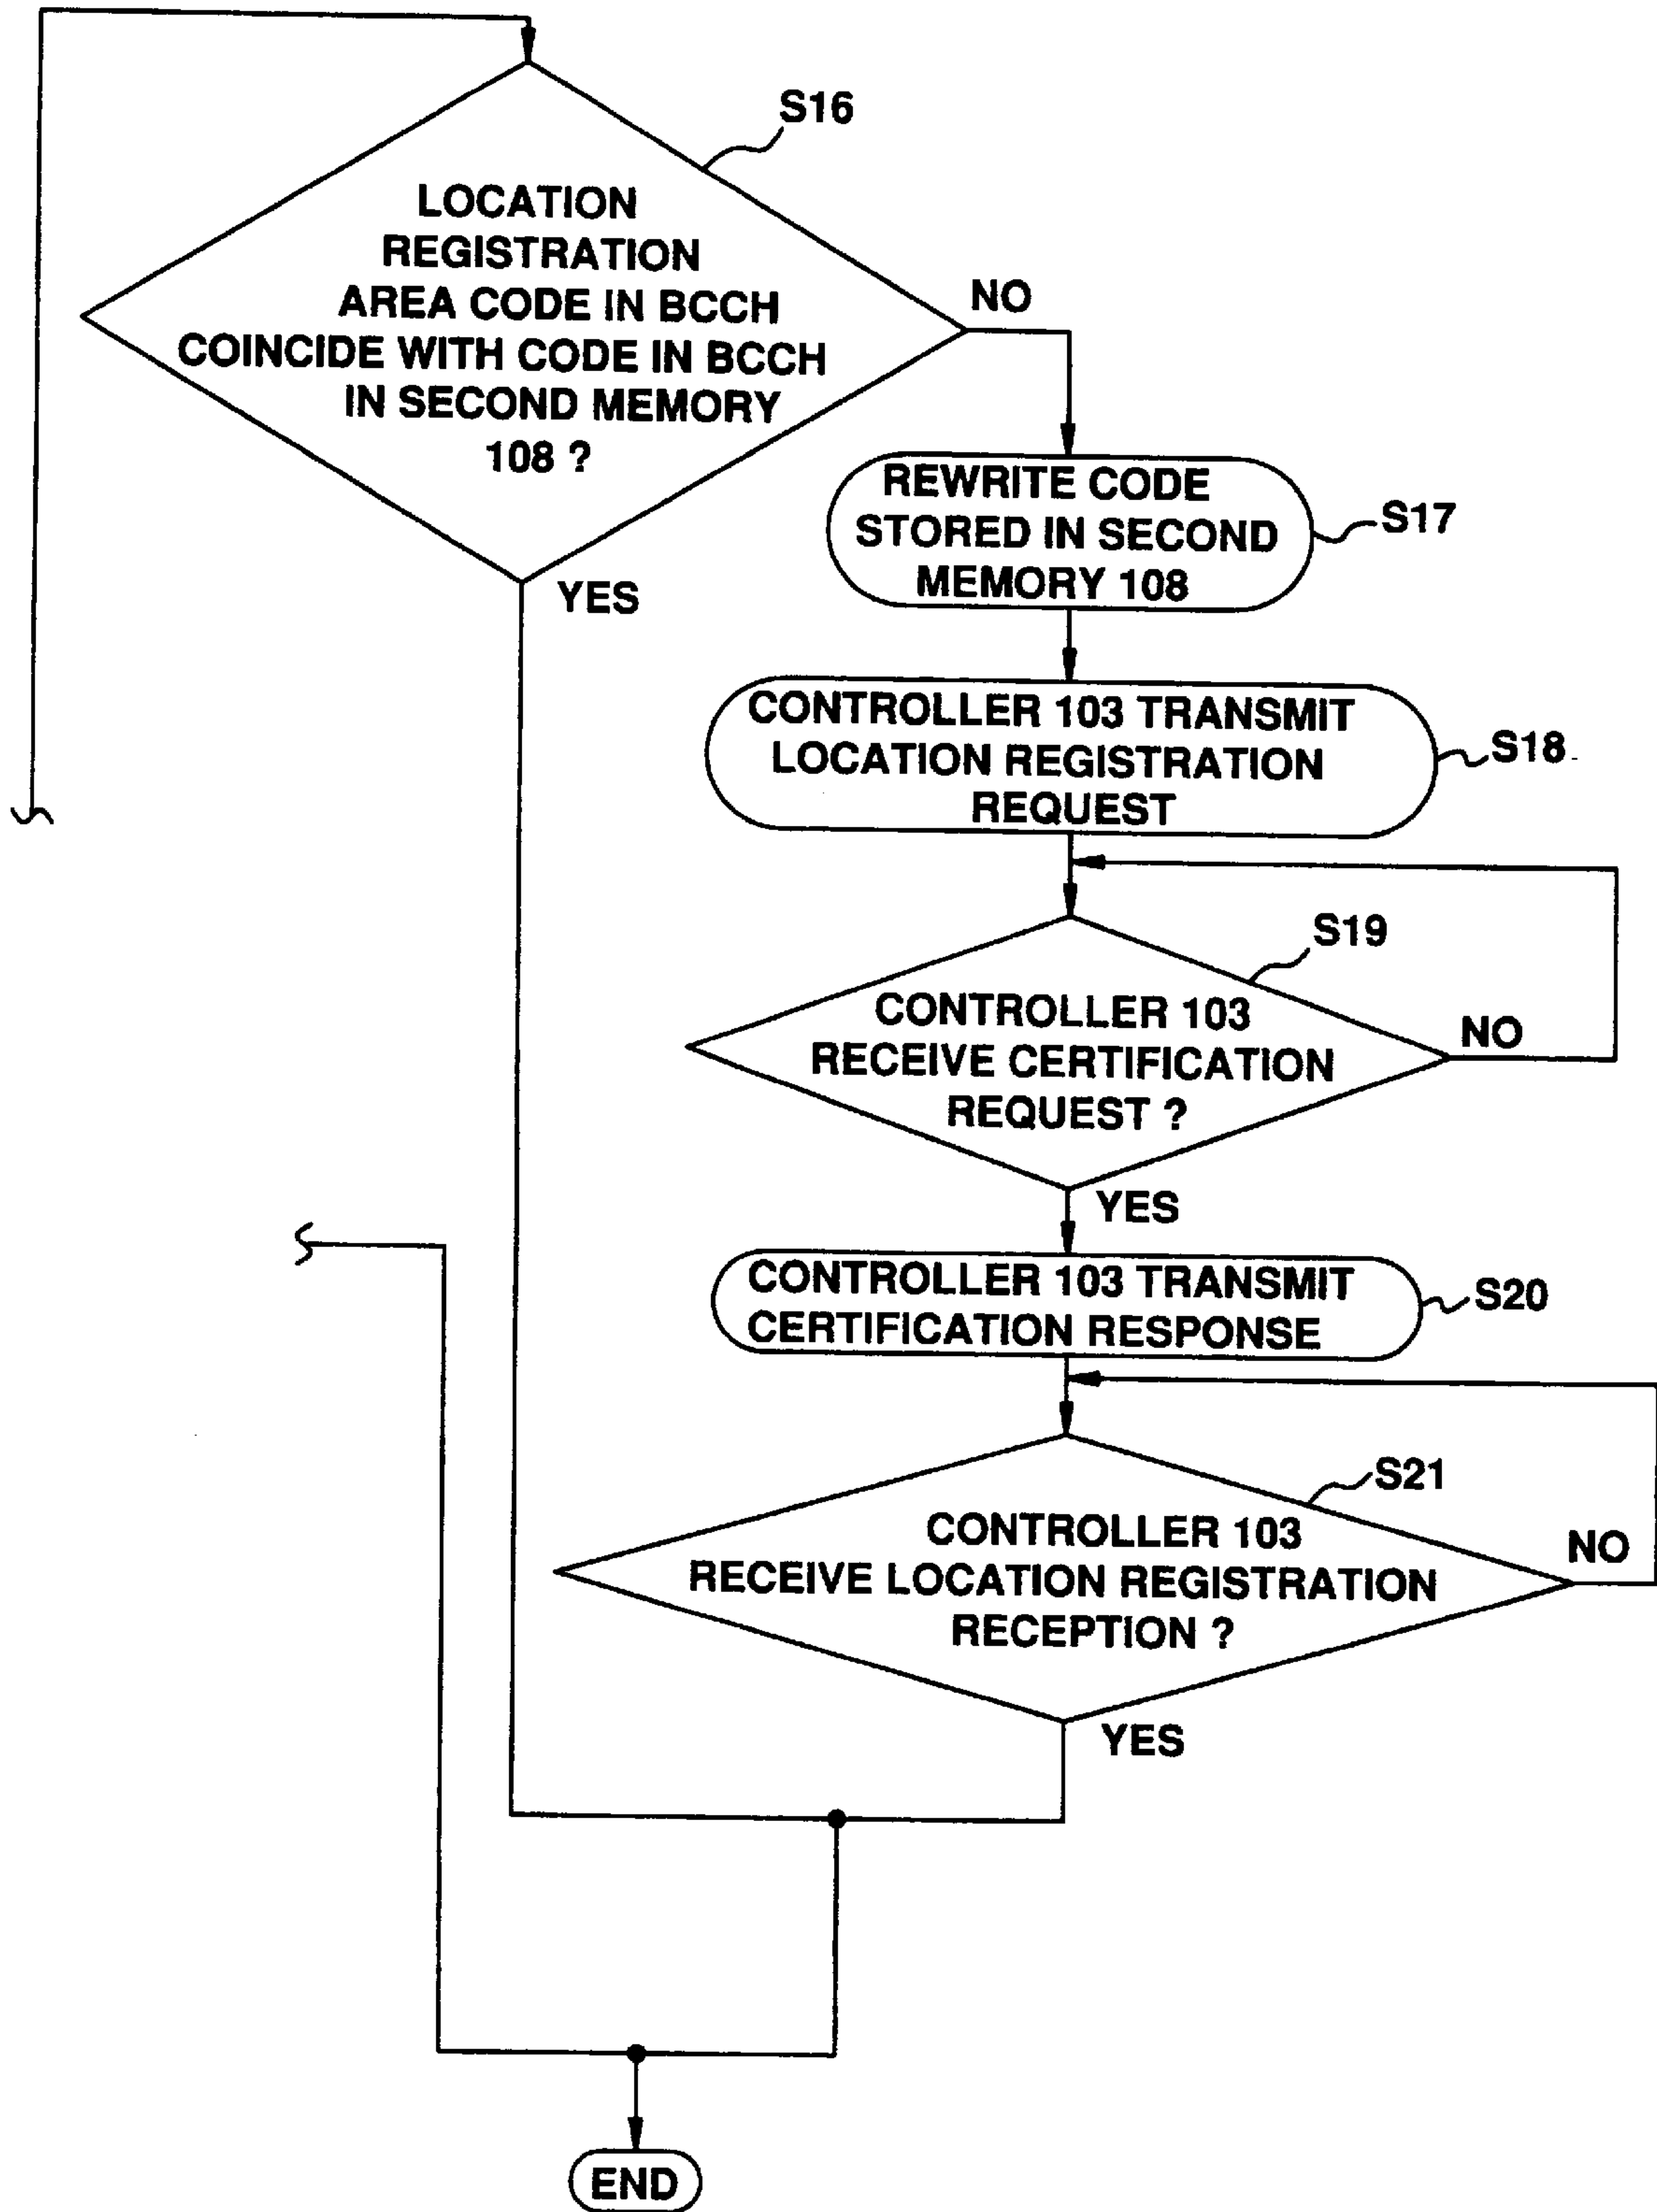 S16
LOCATION
REGISTRATION
AREA CODE IN BCCH
COINCIDE WITH CODE IN BCCH
IN SECOND MEMORY
108 ?
NO
YES
REWRITE CODE
STORED IN SECOND
MEMORY 108
S17
CONTROLLER 103 TRANSMIT
LOCATION REGISTRATION
REQUEST
S18
S19
CONTROLLER 103
RECEIVE CERTIFICATION
REQUEST ?
NO
YES
CONTROLLER 103 TRANSMIT
CERTIFICATION RESPONSE
S20
S21
CONTROLLER 103
RECEIVE LOCATION REGISTRATION
RECEPTION ?
NO
YES
END